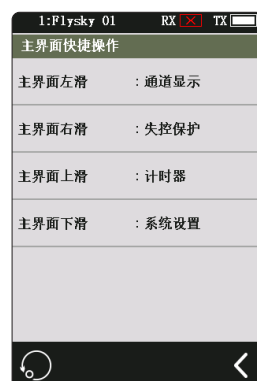 1:Flysky 01 RX TX
主界面快捷操作
主界面左滑 : 通道显示
主界面右滑 : 失控保护
主界面上滑 : 计时器
主界面下滑 : 系统设置